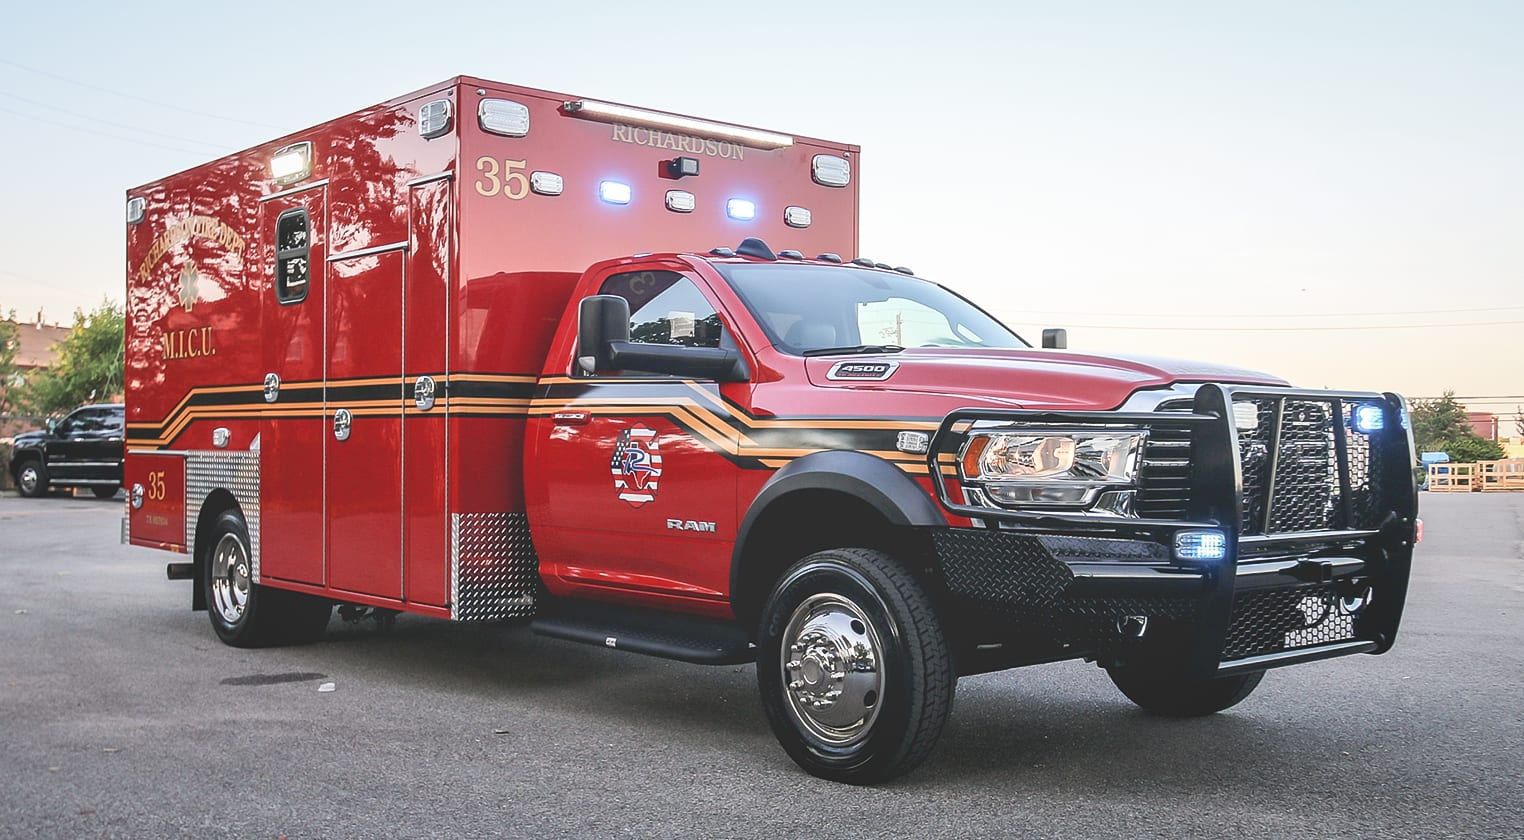 RICHARDSON
35
RICHARDSON FIRE DEPT
M.I.C.U.
35
4500
R
RAM